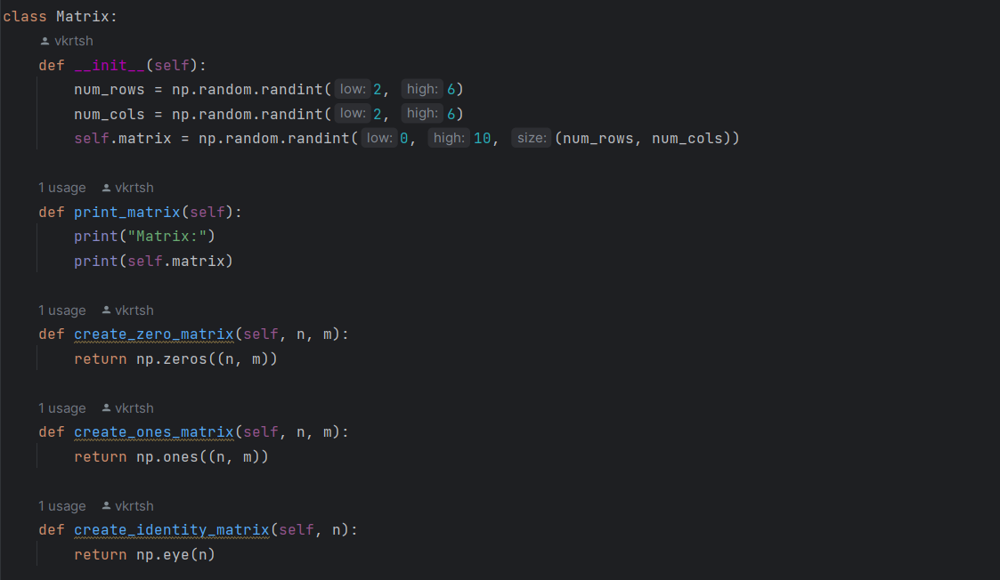 class Matrix:
vkrtsh
def __init__(self):
num_rows = np.random.randint( low: 2, high: 6)
num_cols = np.random.randint( low: 2, high: 6)
self.matrix = np.random.randint( low: 0, high: 10, size: (num_rows, num_cols))
1 usage vkrtsh
def print_matrix(self):
print("Matrix:")
print(self.matrix)
1 usage vkrtsh
def create_zero_matrix(self, n, m):
return np.zeros((n, m))
1 usage vkrtsh
def create_ones_matrix(self, n, m):
return np.ones((n, m))
1 usage vkrtsh
def create_identity_matrix(self, n):
return np.eye(n)